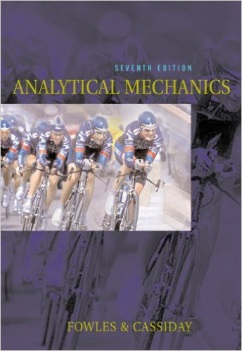 SEVENTH EDITION
ANALYTICAL MECHANICS
FOWLES & CASSIDAY